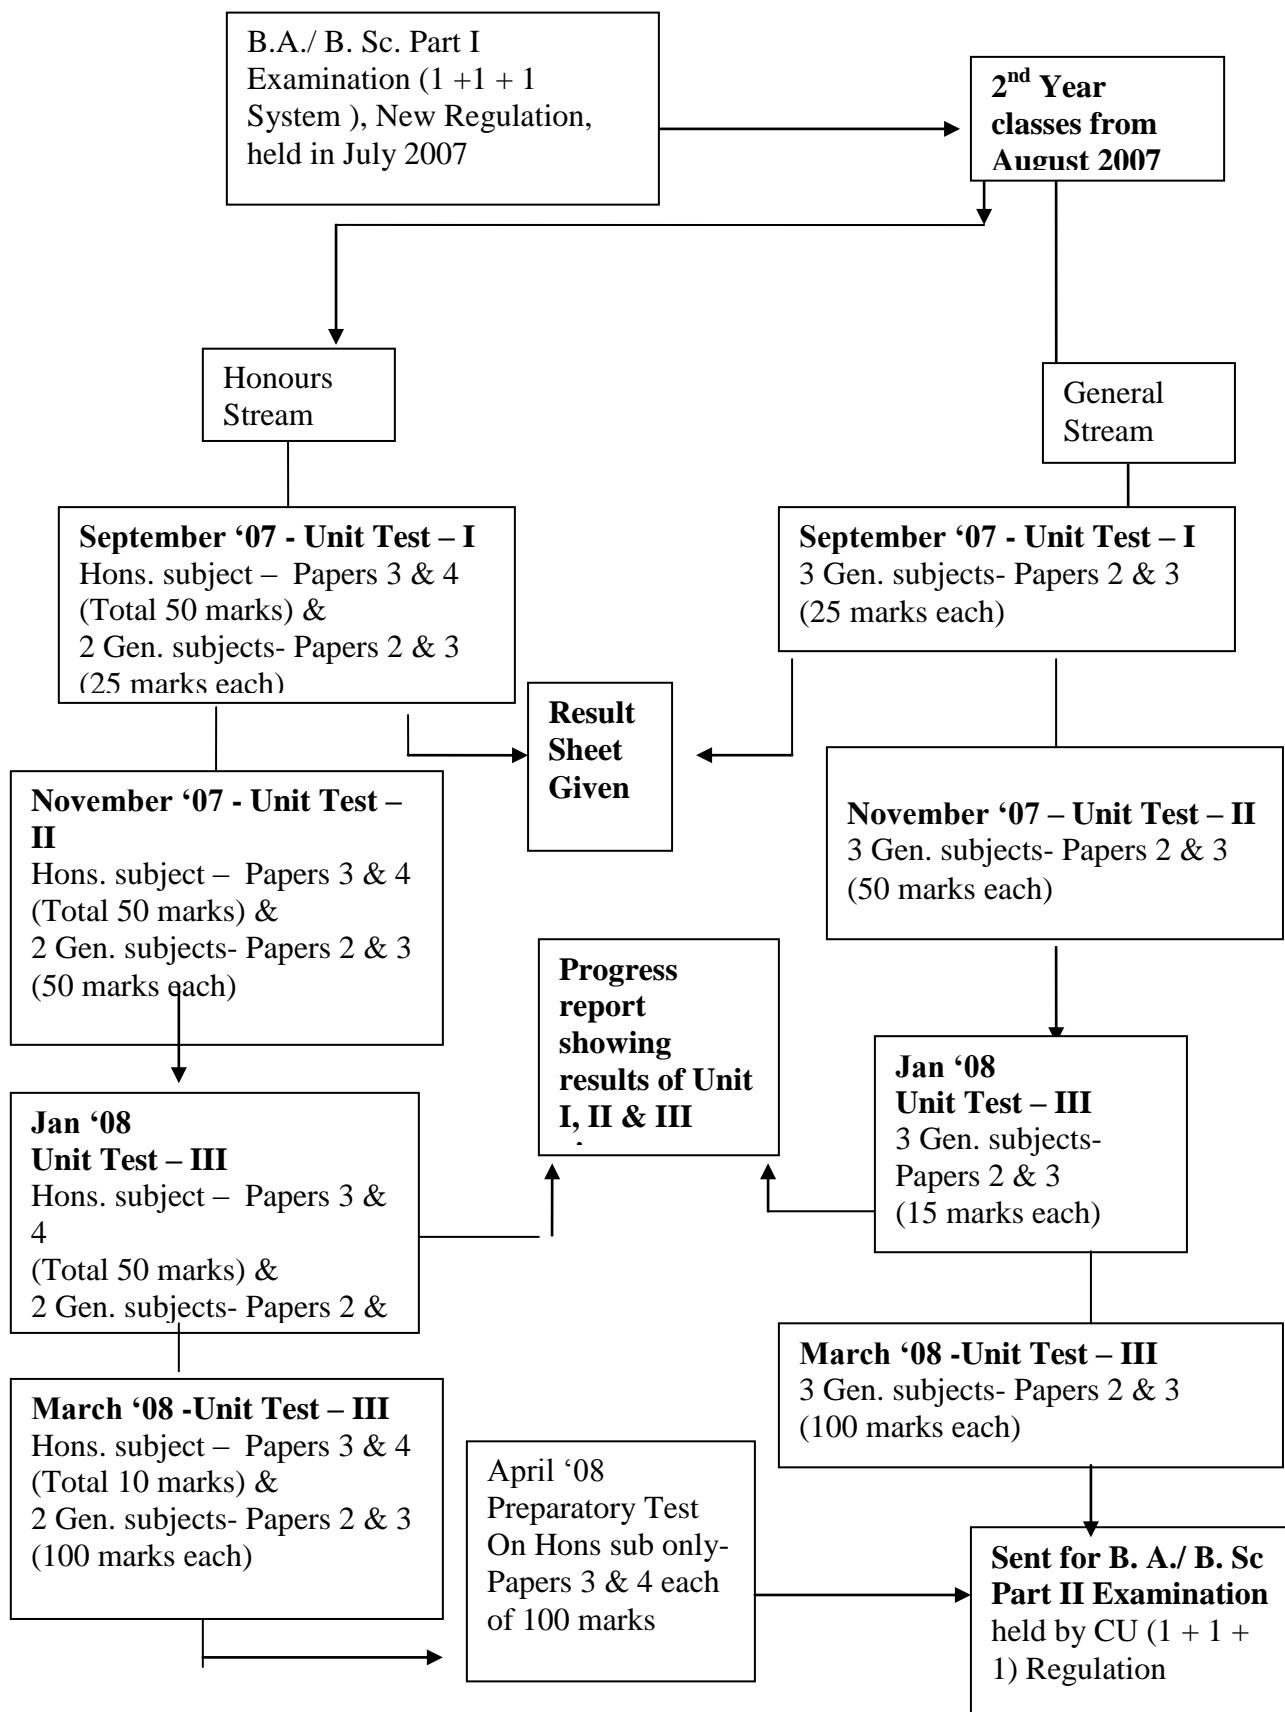 B.A./ B. Sc. Part I
Examination (1 +1 + 1
System ), New Regulation,
held in July 2007
2nd Year
classes from
August 2007
Honours
Stream
General
Stream
September ‘07 - Unit Test – I
Hons. subject – Papers 3 & 4
(Total 50 marks) &
2 Gen. subjects- Papers 2 & 3
(25 marks each)
September ‘07 - Unit Test – I
3 Gen. subjects- Papers 2 & 3
(25 marks each)
Result
Sheet
Given
November ‘07 - Unit Test –
II
Hons. subject – Papers 3 & 4
(Total 50 marks) &
2 Gen. subjects- Papers 2 & 3
(50 marks each)
November ‘07 – Unit Test – II
3 Gen. subjects- Papers 2 & 3
(50 marks each)
Progress
report
showing
results of Unit
I, II & III
Jan ‘08
Unit Test – III
Hons. subject – Papers 3 &
4
(Total 50 marks) &
2 Gen. subjects- Papers 2 &
Jan ‘08
Unit Test – III
3 Gen. subjects-
Papers 2 & 3
(15 marks each)
March ‘08 -Unit Test – III
3 Gen. subjects- Papers 2 & 3
(100 marks each)
March ‘08 -Unit Test – III
Hons. subject – Papers 3 & 4
(Total 10 marks) &
2 Gen. subjects- Papers 2 & 3
(100 marks each)
April ‘08
Preparatory Test
On Hons sub only-
Papers 3 & 4 each
of 100 marks
Sent for B. A./ B. Sc
Part II Examination
held by CU (1 + 1 +
1) Regulation